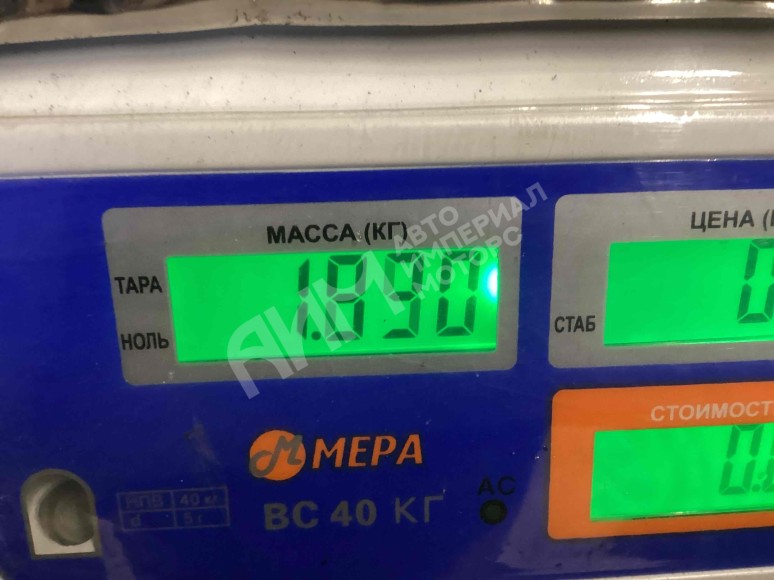 МАССА (КГ)
ЦЕНА
ТАРА
1.890
НОЛЬ
СТАБ
АИМ АВТО
ИМПЕРИАЛ
МОТОРС
МЕРА
НПВ 40 кг
d 5 г
ВС 40 КГ
AC